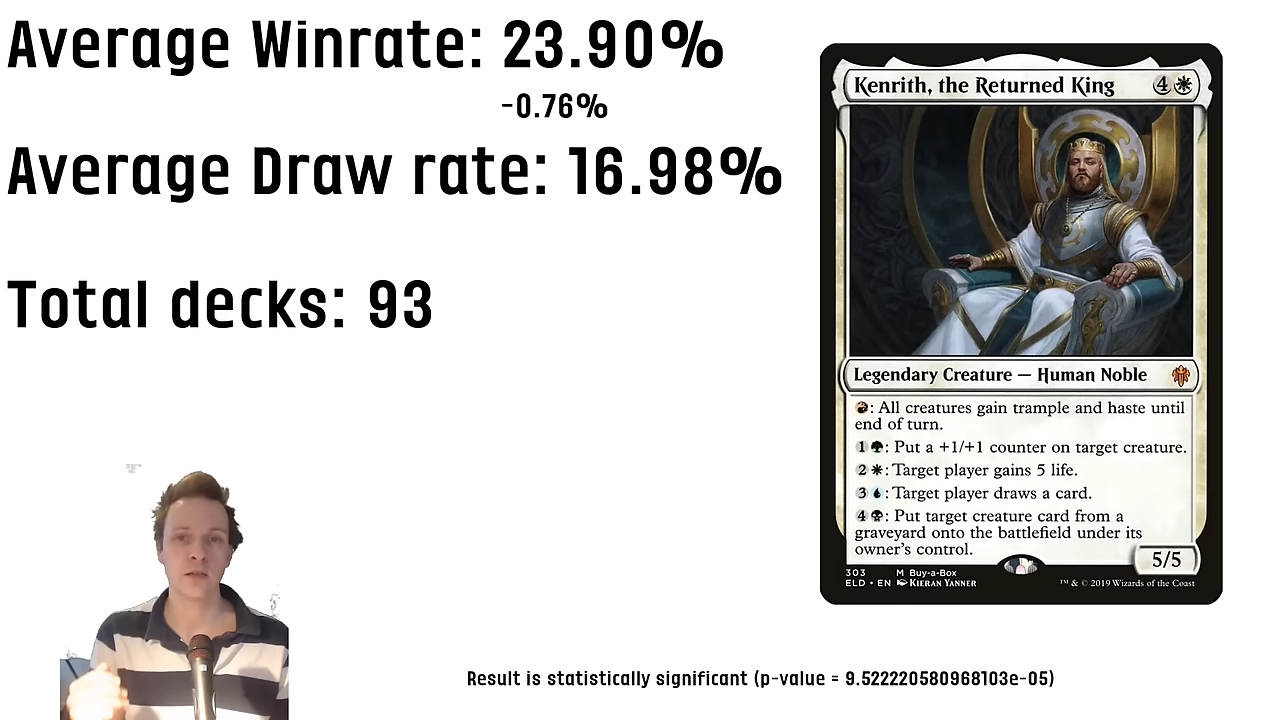 Average Winrate: 23.90%
-0.76%
Average Draw rate: 16.98%
Total decks: 93
Kenrith, the Returned King 4
Legendary Creature — Human Noble
: All creatures gain trample and haste until
end of turn.
1 : Put a +1/+1 counter on target creature.
2 : Target player gains 5 life.
3 : Target player draws a card.
4 : Put target creature card from a
graveyard onto the battlefield under its
owner's control.
5/5
303 M Buy-a-Box
ELD • EN Kieran Yanner
™ & © 2019 Wizards of the Coast
Result is statistically significant (p-value = 9.522220580968103e-05)